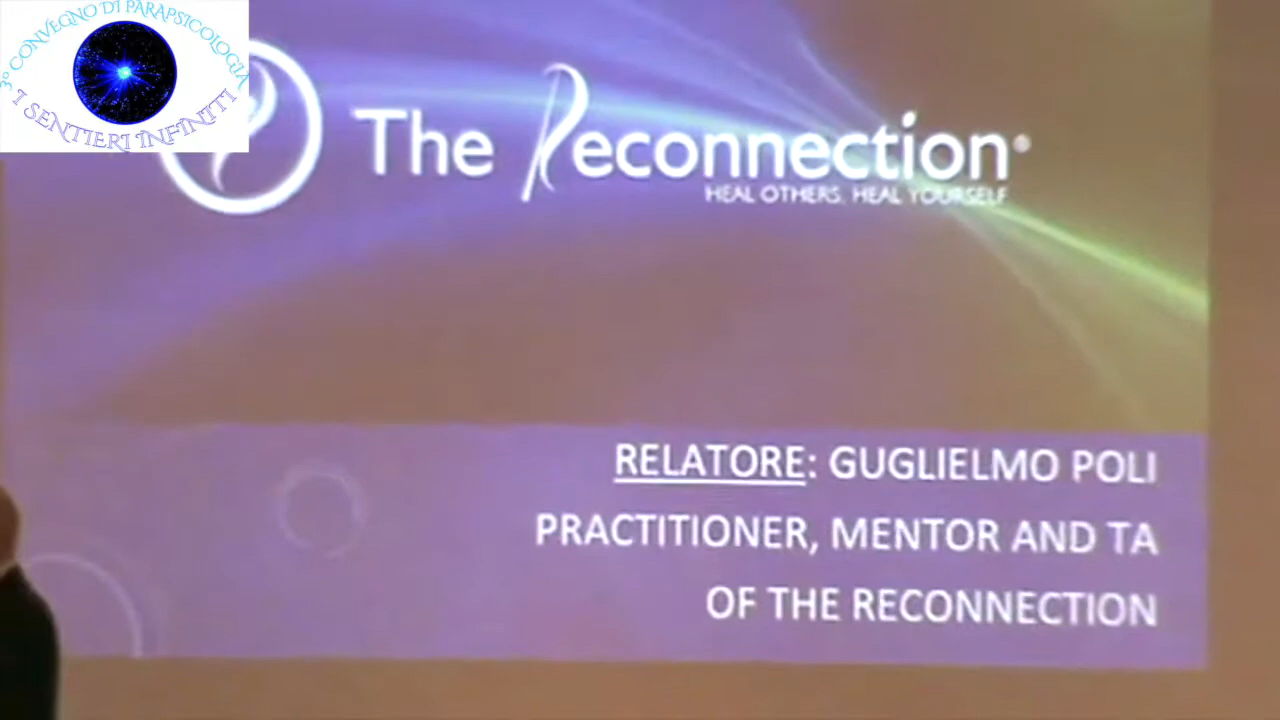 3° CONVEGNO DI PARAPSICOLOGIA
I SENTIERI INFINITI
The Reconnection®
HEAL OTHERS, HEAL YOURSELF
RELATORE: GUGLIELMO POLI
PRACTITIONER, MENTOR AND TA
OF THE RECONNECTION